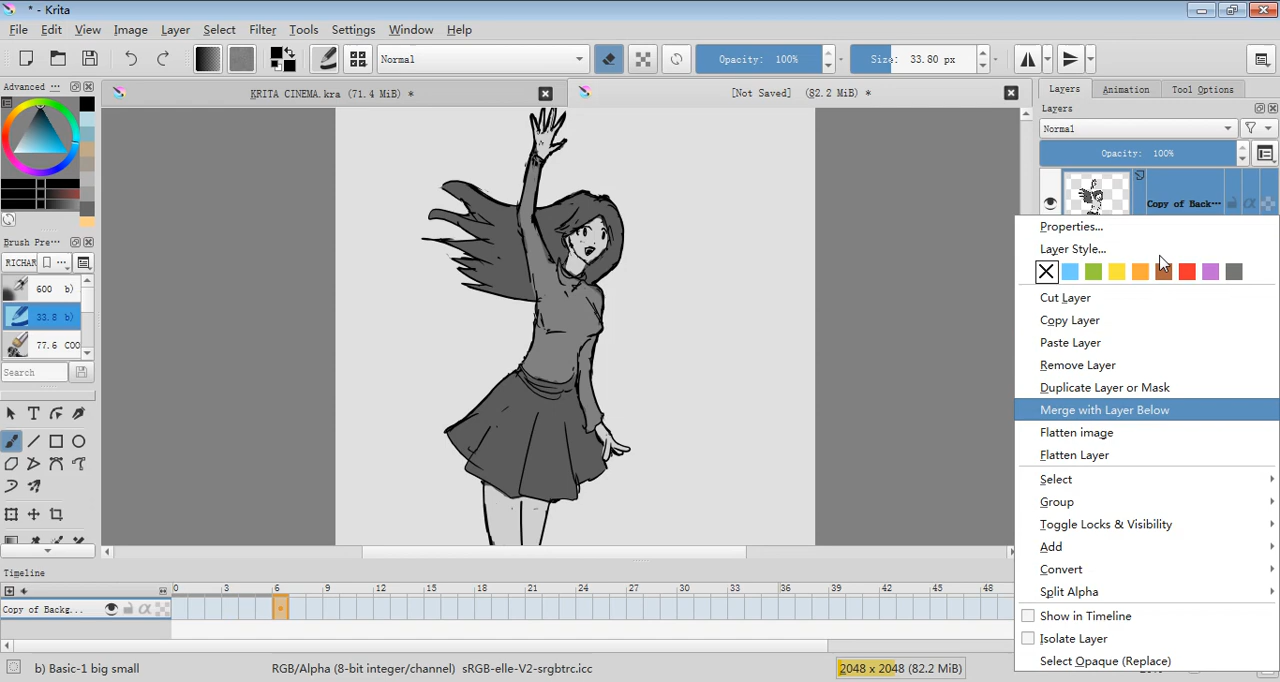 * - Krita
File Edit View Image Layer Select Filter Tools Settings Window Help
Normal Opacity: 100% Size: 33.80 px
Advanced ··· KRITA CINEMA.kra (71.4 MiB) * [Not Saved] (82.2 MiB) * Layers Animation Tool Options
Layers
Normal
Opacity: 100%
Copy of Back···
Brush Pre···
RICHAR
600 b)
33.8 b)
77.6 COO
Search
Properties...
Layer Style...
Cut Layer
Copy Layer
Paste Layer
Remove Layer
Duplicate Layer or Mask
Merge with Layer Below
Flatten image
Flatten Layer
Select
Group
Toggle Locks & Visibility
Add
Convert
Split Alpha
Show in Timeline
Isolate Layer
Select Opaque (Replace)
Timeline
0 3 6 9 12 15 18 21 24 27 30 33 36 39 42 45 48
Copy of Backg...
b) Basic-1 big small RGB/Alpha (8-bit integer/channel) sRGB-elle-V2-srgbtrc.icc 2048 x 2048 (82.2 MiB)